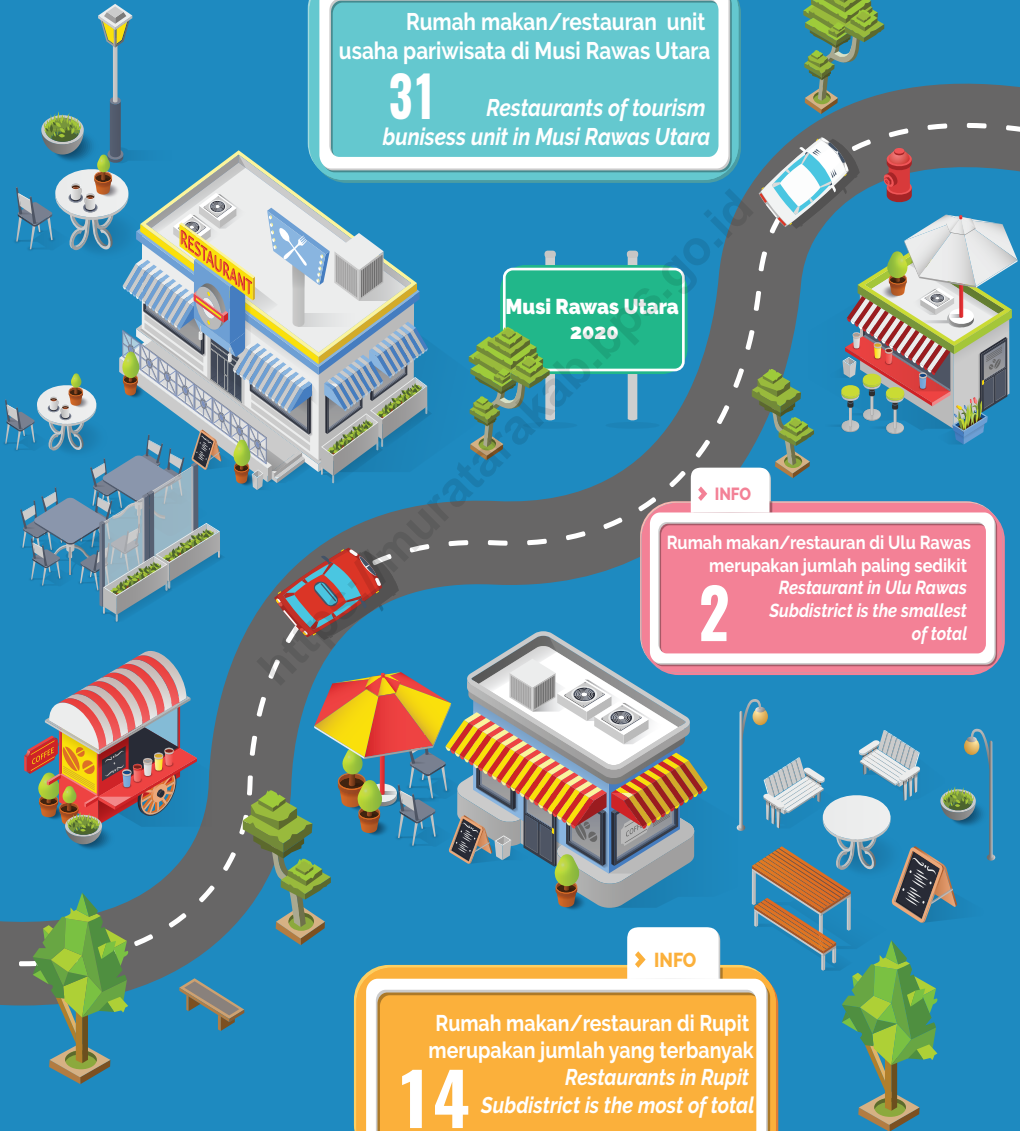 Rumah makan/restauran unit
usaha pariwisata di Musi Rawas Utara
31
Restaurants of tourism
bunisess unit in Musi Rawas Utara
RESTAURANT
Musi Rawas Utara
2020
INFO
Rumah makan/restauran di Ulu Rawas
merupakan jumlah paling sedikit
2
Restaurant in Ulu Rawas
Subdistrict is the smallest
of total
COFFEE
INFO
Rumah makan/restauran di Rupit
merupakan jumlah yang terbanyak
14
Restaurants in Rupit
Subdistrict is the most of total